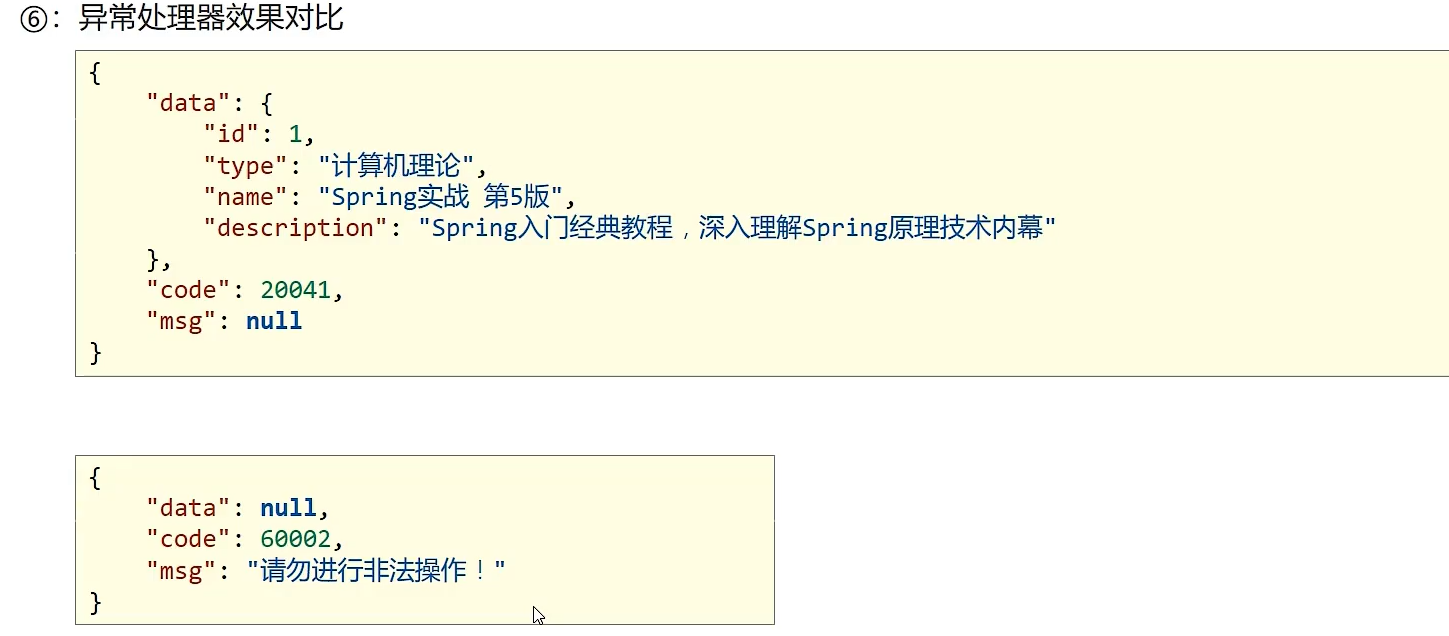 ⑥：异常处理器效果对比
{
    "data": {
        "id": 1,
        "type": "计算机理论",
        "name": "Spring实战 第5版",
        "description": "Spring入门经典教程，深入理解Spring原理技术内幕"
    },
    "code": 20041,
    "msg": null
}
{
    "data": null,
    "code": 60002,
    "msg": "请勿进行非法操作！"
}